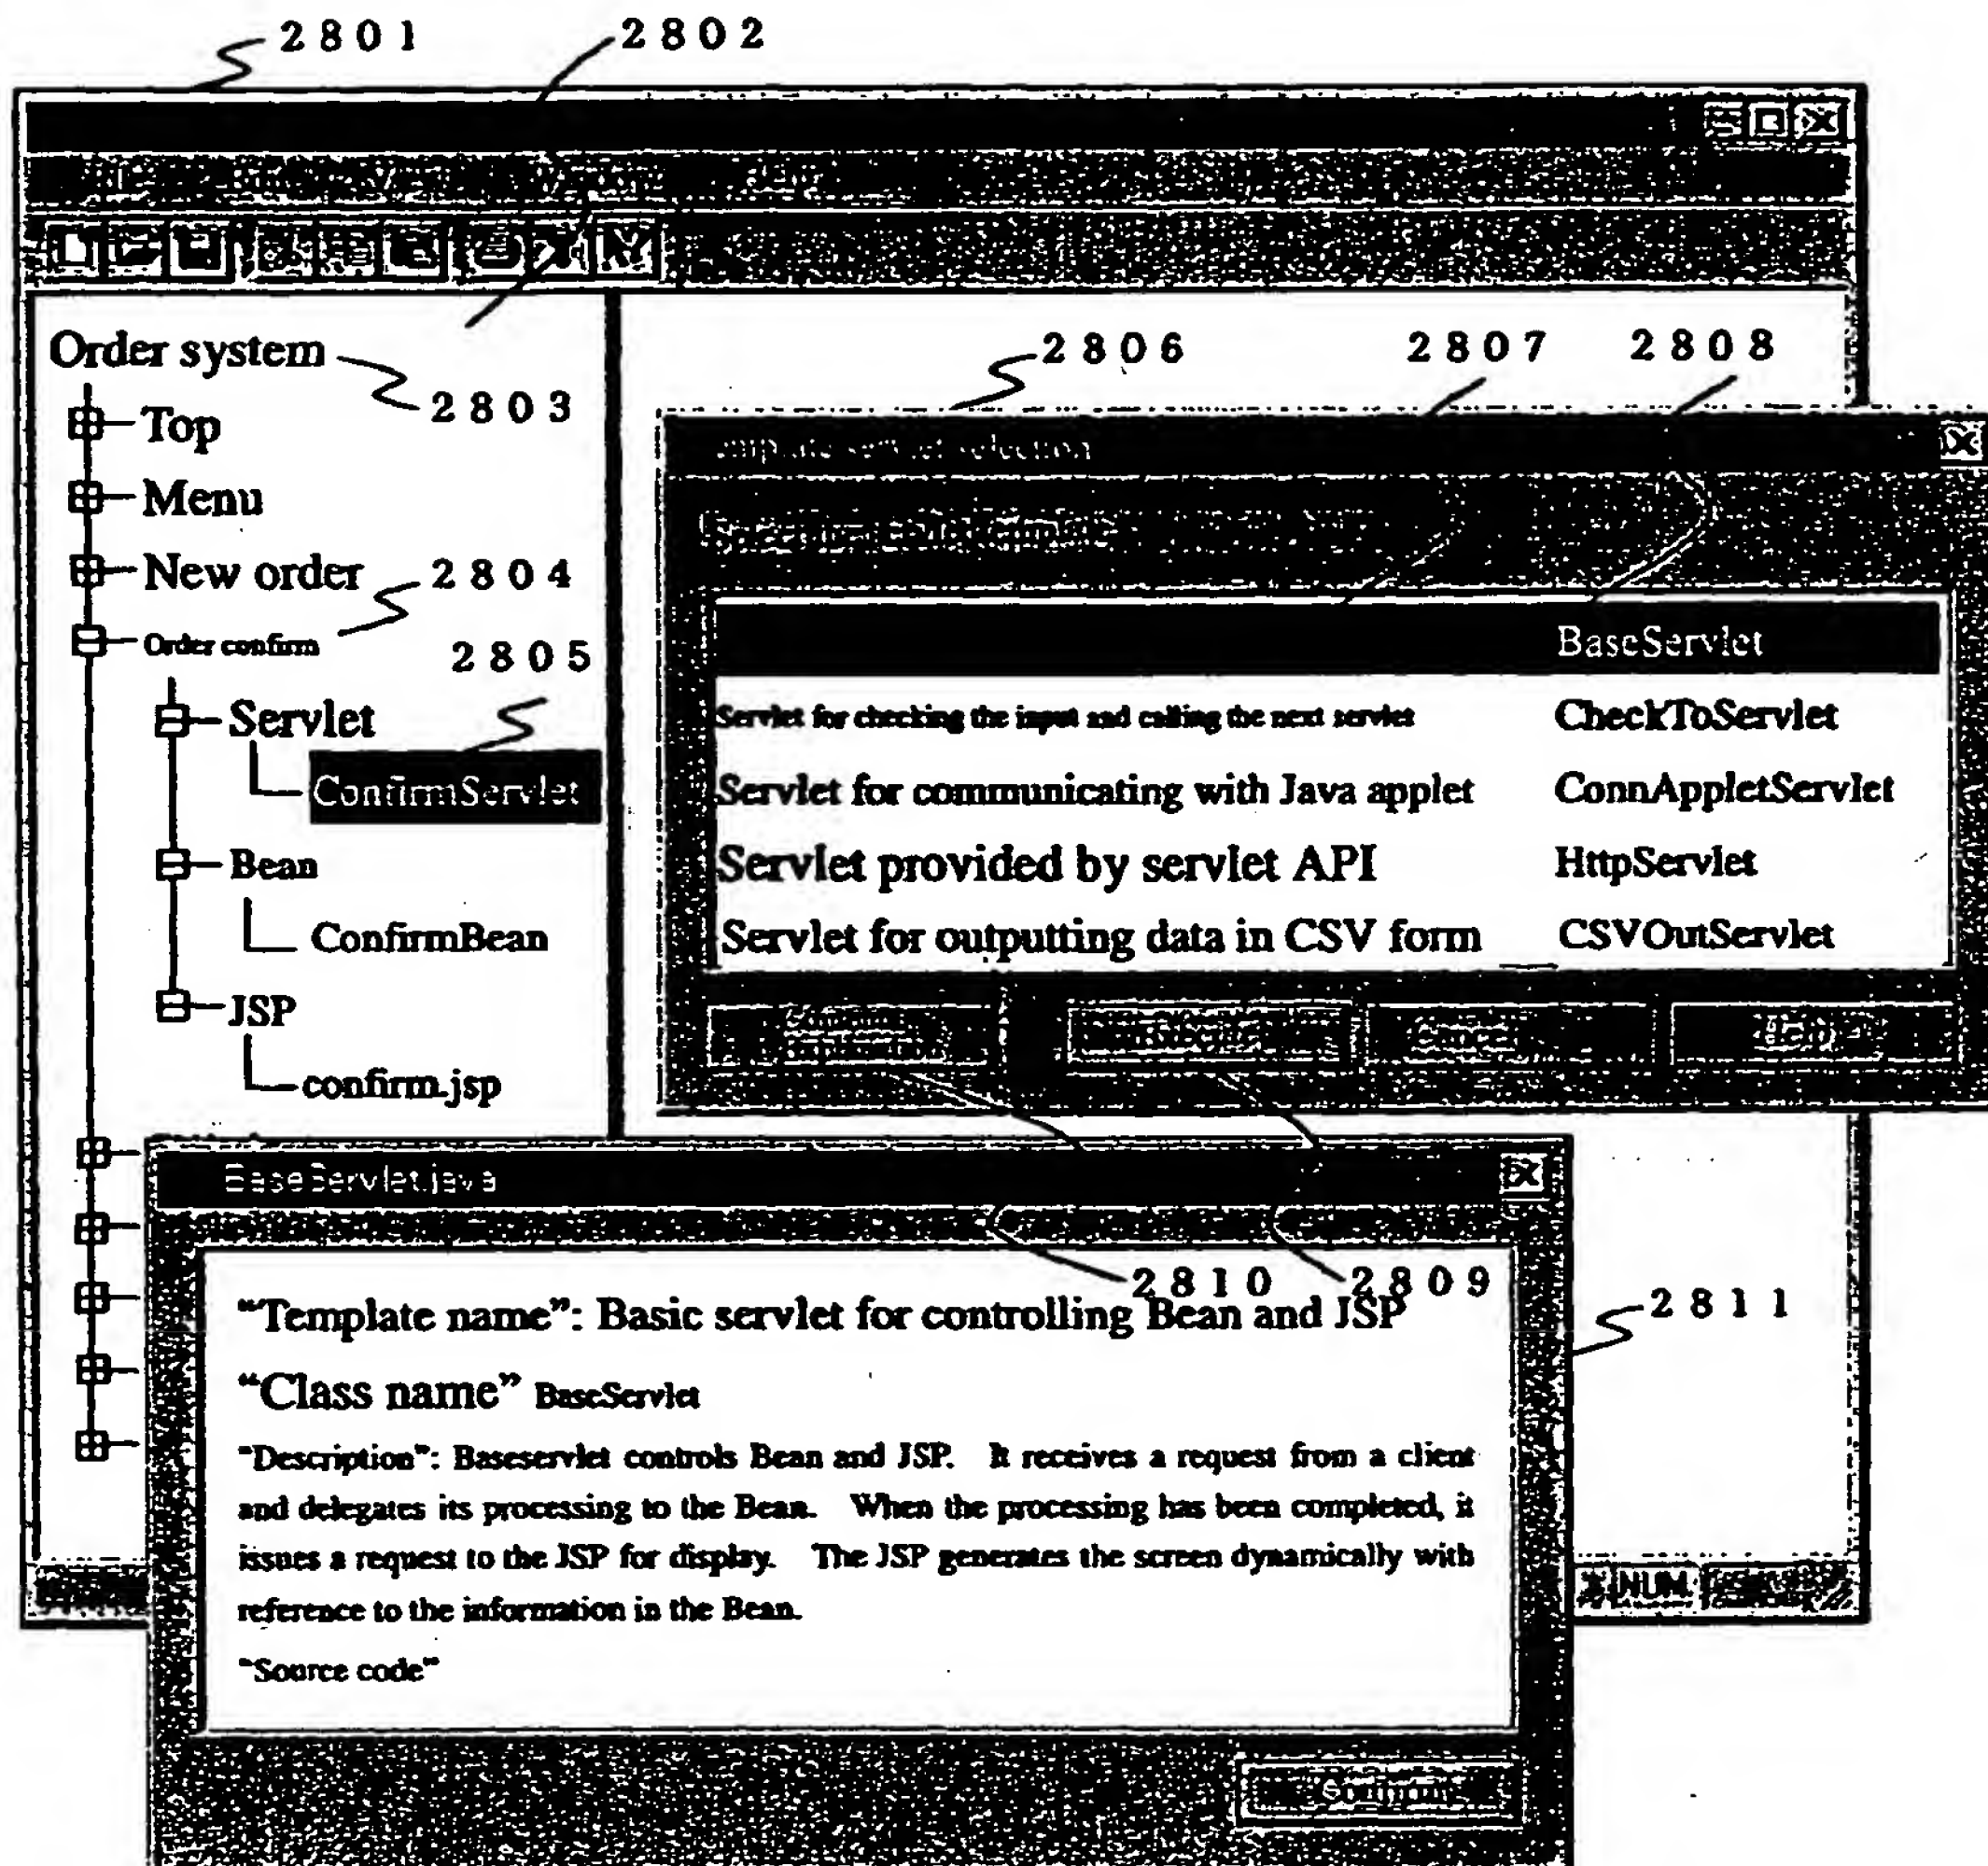 2801
2802
Order system
2803
Top
Menu
New order
2804
Order confirm
2805
Servlet
ConfirmServlet
Bean
ConfirmBean
JSP
confirm.jsp
2806
2807
2808
servlet selection
BaseServlet
Servlet for checking the input and calling the next servlet CheckToServlet
Servlet for communicating with Java applet ConnAppletServlet
Servlet provided by servlet API HttpServlet
Servlet for outputting data in CSV form CSVOutServlet
Cancel
Help
BaseServlet.java
2810
2809
2811
“Template name”: Basic servlet for controlling Bean and JSP
“Class name” BaseServlet
“Description”: Baseservlet controls Bean and JSP. It receives a request from a client
and delegates its processing to the Bean. When the processing has been completed, it
issues a request to the JSP for display. The JSP generates the screen dynamically with
reference to the information in the Bean.
“Source code”
NUM